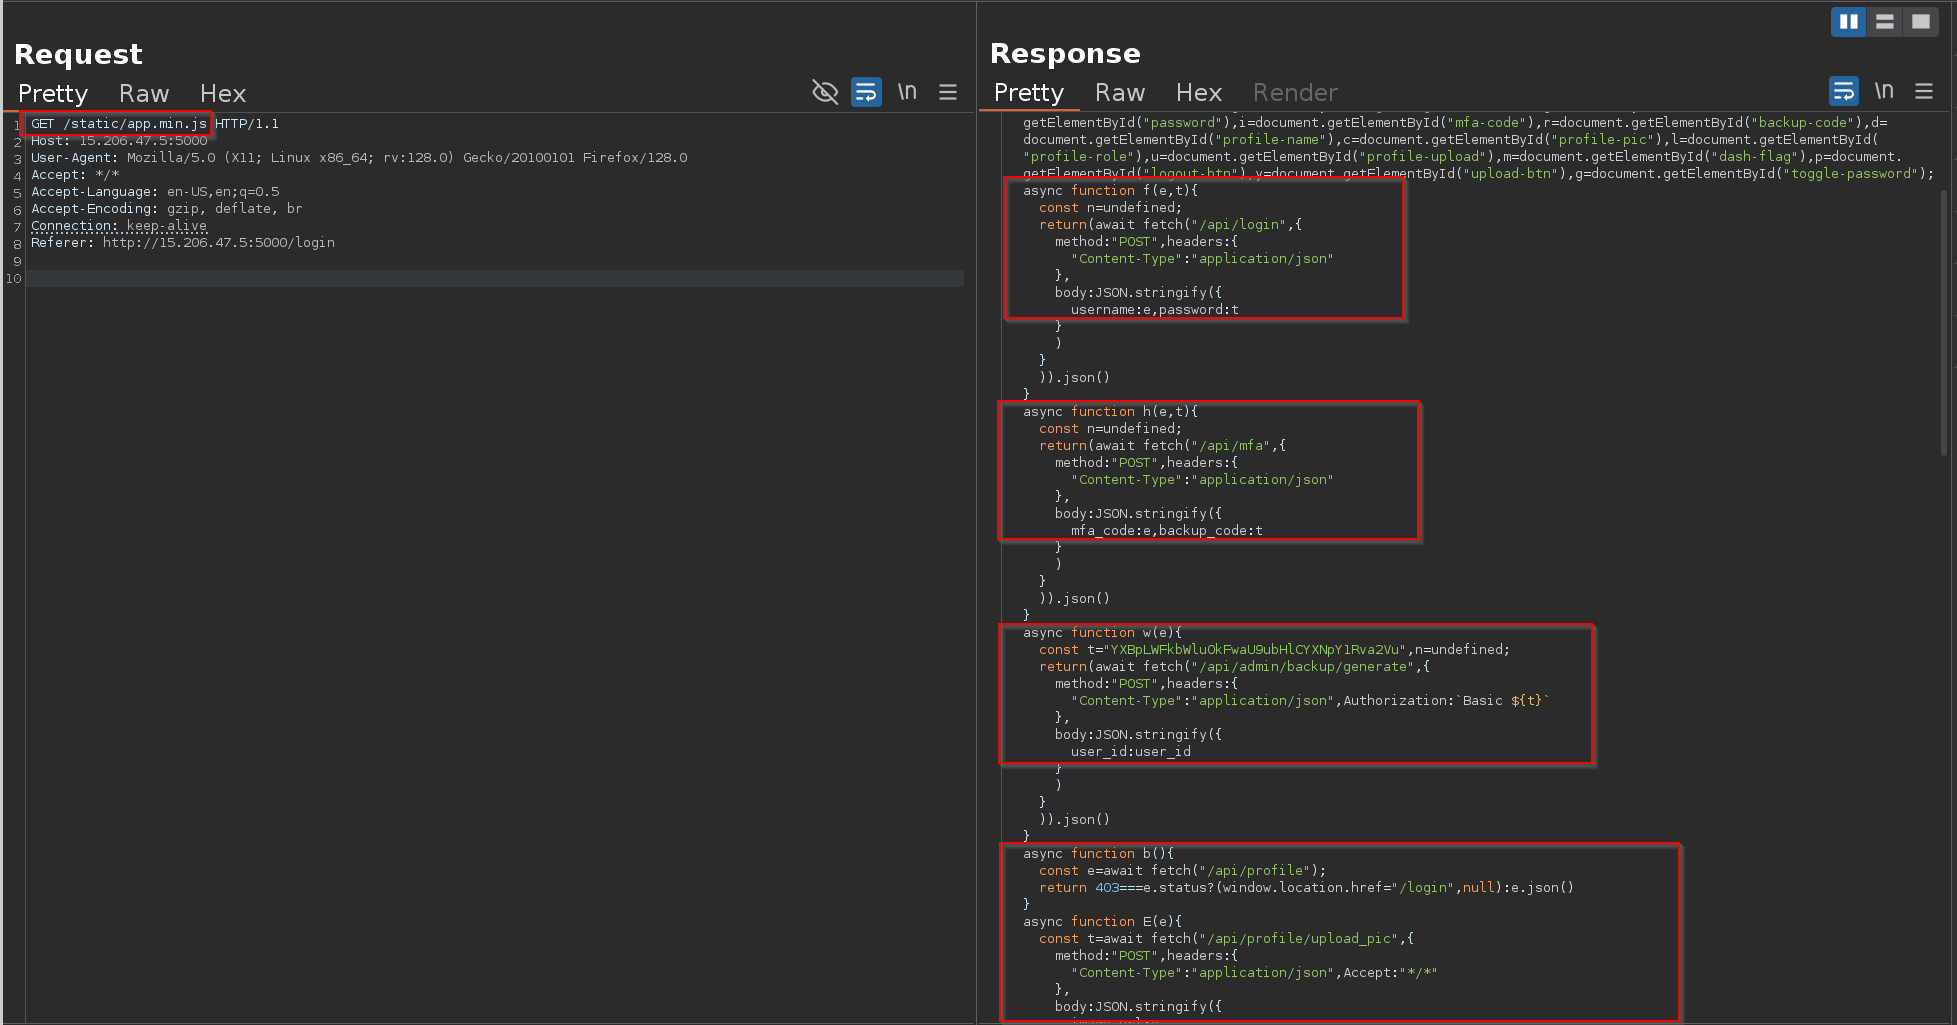 Request
Pretty Raw Hex
\n
1 GET /static/app.min.js HTTP/1.1
2 Host: 15.206.47.5:5000
3 User-Agent: Mozilla/5.0 (X11; Linux x86_64; rv:128.0) Gecko/20100101 Firefox/128.0
4 Accept: */*
5 Accept-Language: en-US,en;q=0.5
6 Accept-Encoding: gzip, deflate, br
7 Connection: keep-alive
8 Referer: http://15.206.47.5:5000/login
9
10
Response
Pretty Raw Hex Render
\n
getElementById("password"),i=document.getElementById("mfa-code"),r=document.getElementById("backup-code"),d=
document.getElementById("profile-name"),c=document.getElementById("profile-pic"),l=document.getElementById(
"profile-role"),u=document.getElementById("profile-upload"),m=document.getElementById("dash-flag"),p=document.
getElementById("logout-btn"),y=document.getElementById("upload-btn"),g=document.getElementById("toggle-password");
async function f(e,t){
const n=undefined;
return(await fetch("/api/login",{
method:"POST",headers:{
"Content-Type":"application/json"
},
body:JSON.stringify({
username:e,password:t
}
)
}
)).json()
}
async function h(e,t){
const n=undefined;
return(await fetch("/api/mfa",{
method:"POST",headers:{
"Content-Type":"application/json"
},
body:JSON.stringify({
mfa_code:e,backup_code:t
}
)
}
)).json()
}
async function w(e){
const t="YXBpLWFkbWluOkFwaU9ubHlCYXNpY1Rva2Vu",n=undefined;
return(await fetch("/api/admin/backup/generate",{
method:"POST",headers:{
"Content-Type":"application/json",Authorization:`Basic ${t}`
},
body:JSON.stringify({
user_id:user_id
}
)
}
)).json()
}
async function b(){
const e=await fetch("/api/profile");
return 403===e.status?(window.location.href="/login",null):e.json()
}
async function E(e){
const t=await fetch("/api/profile/upload_pic",{
method:"POST",headers:{
"Content-Type":"application/json",Accept:"*/*"
},
body:JSON.stringify({